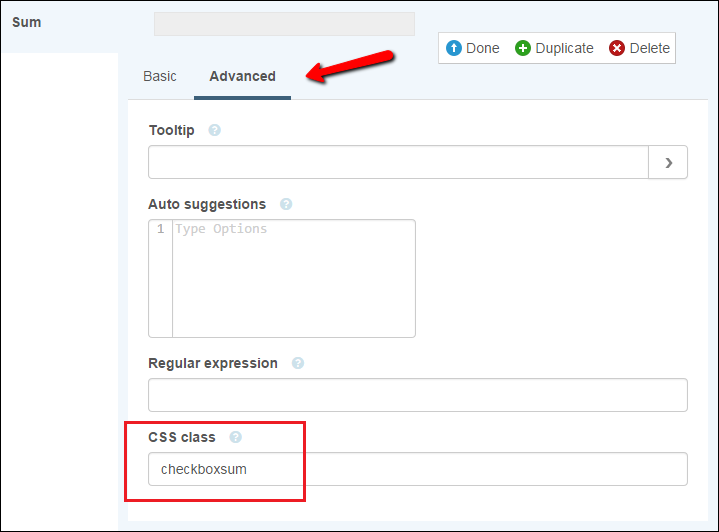 Sum
Done Duplicate Delete
Basic Advanced
Tooltip ?
Auto suggestions ?
1 Type Options
Regular expression ?
CSS class ?
checkboxsum